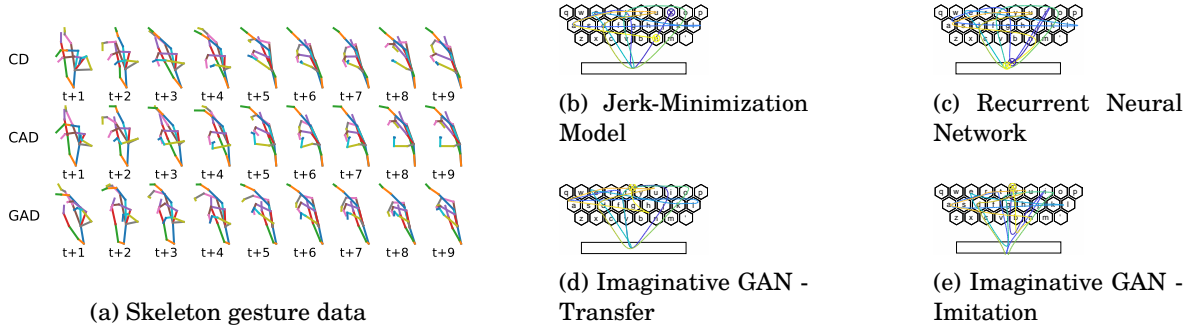 CD
t+1 t+2 t+3 t+4 t+5 t+6 t+7 t+8 t+9
CAD
t+1 t+2 t+3 t+4 t+5 t+6 t+7 t+8 t+9
GAD
t+1 t+2 t+3 t+4 t+5 t+6 t+7 t+8 t+9
(a) Skeleton gesture data
(b) Jerk-Minimization
Model
(c) Recurrent Neural
Network
(d) Imaginative GAN -
Transfer
(e) Imaginative GAN -
Imitation